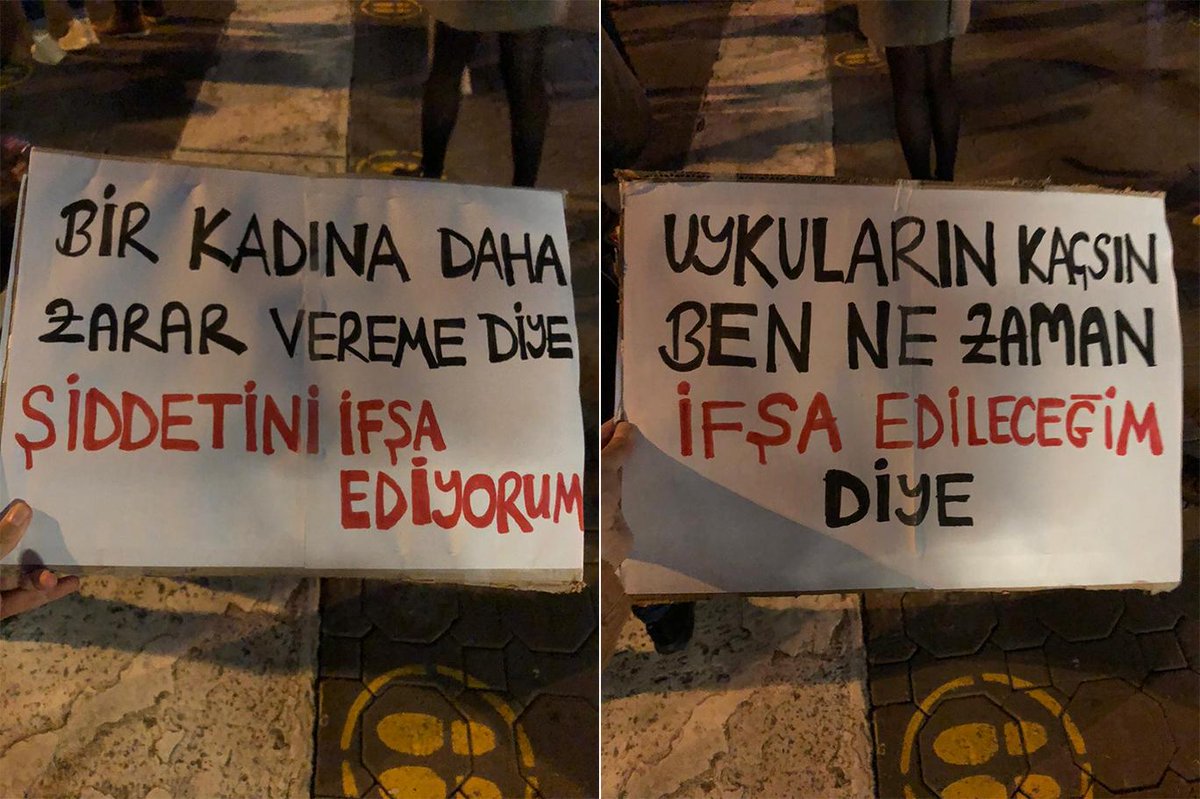 BİR KADINA DAHA
ZARAR VEREME DİYE
ŞİDDETİNİ İFŞA
EDİYORUM
UYKULARIN KAÇSIN
BEN NE ZAMAN
İFŞA EDİLECEĞİM
DİYE